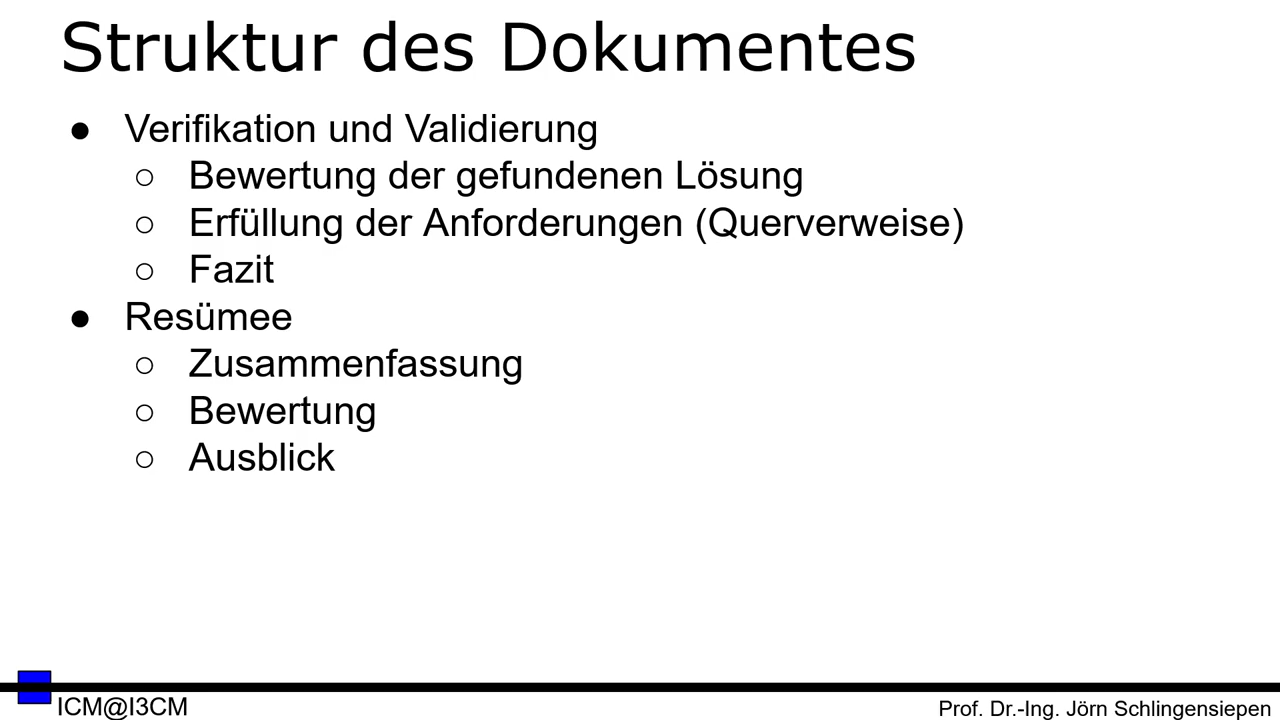 Struktur des Dokumentes
● Verifikation und Validierung
○ Bewertung der gefundenen Lösung
○ Erfüllung der Anforderungen (Querverweise)
○ Fazit
● Resümee
○ Zusammenfassung
○ Bewertung
○ Ausblick
ICM@I3CM
Prof. Dr.-Ing. Jörn Schlingensiepen